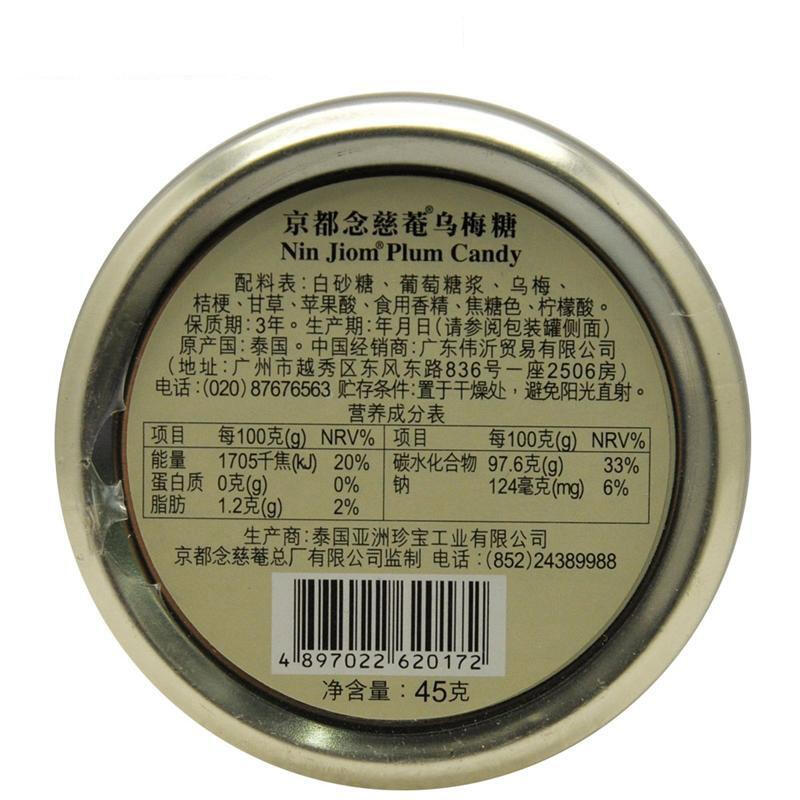 京都念慈菴®乌梅糖
Nin Jiom® Plum Candy
配料表:白砂糖、葡萄糖浆、乌梅、
桔梗、甘草、苹果酸、食用香精、焦糖色、柠檬酸。
保质期:3年。生产期:年月日(请参阅包装罐侧面)
原产国:泰国。中国经销商:广东伟沂贸易有限公司
(地址:广州市越秀区东风东路836号一座2506房)
电话:(020) 87676563 贮存条件:置于干燥处,避免阳光直射。
营养成分表
项目 每100克(g) NRV% 项目 每100克(g) NRV%
能量 1705千焦(kJ) 20% 碳水化合物 97.6克(g) 33%
蛋白质 0克(g) 0% 钠 124毫克(mg) 6%
脂肪 1.2克(g) 2%
生产商:泰国亚洲珍宝工业有限公司
京都念慈菴总厂有限公司监制 电话:(852)24389988
4 897022 620172
净含量:45克